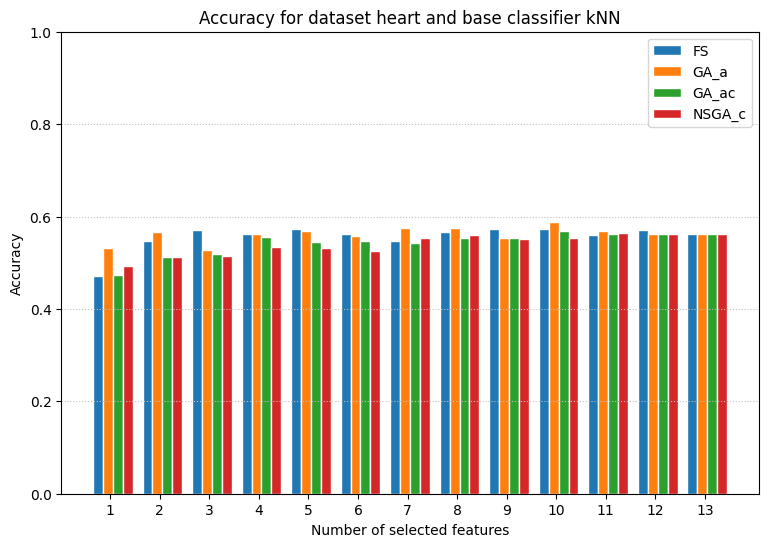 Accuracy for dataset heart and base classifier kNN
FS
GA_a
GA_ac
NSGA_c
Accuracy
1.0
0.8
0.6
0.4
0.2
0.0
1 2 3 4 5 6 7 8 9 10 11 12 13
Number of selected features